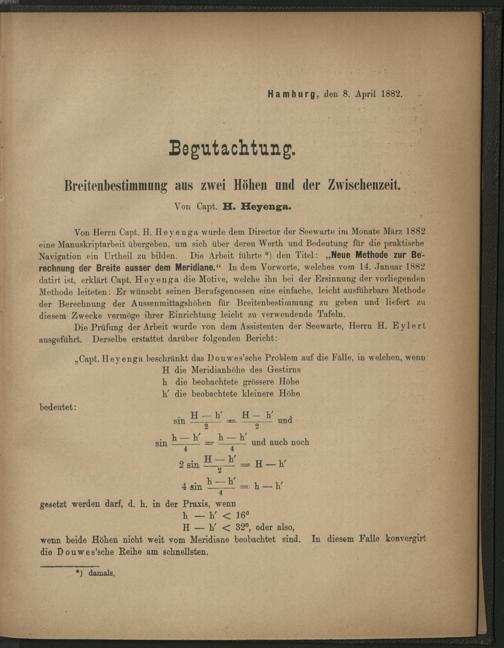 Hamburg, den 8. April 1882.
Begutachtung.
Breitenbestimmung aus zwei Höhen und der Zwischenzeit.
Von Capt. H. Heyenga.
Von Herrn Capt. H. Heyenga wurde dem Director der Seewarte im Monate März 1882
eine Manuskriptarbeit übergeben, um sich über deren Werth und Bedeutung für die praktische
Navigation ein Urtheil zu bilden. Die Arbeit führte *) den Titel: „Neue Methode zur Be-
rechnung der Breite ausser dem Meridiane.“ In dem Vorworte, welches vom 14. Januar 1882
datirt ist, erklärt Capt. Heyenga die Motive, welche ihn bei der Ersinnung der vorliegenden
Methode leiteten: Er wünscht seinen Berufsgenossen eine einfache, leicht ausführbare Methode
der Berechnung der Aussenmittagshöhen für Breitenbestimmung zu geben und liefert zu
diesem Zwecke vermöge ihrer Einrichtung leicht zu verwendende Tafeln.
Die Prüfung der Arbeit wurde von dem Assistenten der Seewarte, Herrn H. Eylert
ausgeführt. Derselbe erstattet darüber folgenden Bericht:
„Capt. Heyenga beschränkt das Douwes'sche Problem auf die Fälle, in welchen, wenn
H die Meridianhöhe des Gestirns
h die beobachtete grössere Höhe
h' die beobachtete kleinere Höhe
bedeutet:
sin (H — h')/2 = (H — h')/2 und
sin (h — h')/4 = (h — h')/4 und auch noch
2 sin (H — h')/2 = H — h'
4 sin (h — h')/4 = h — h'
gesetzt werden darf, d. h. in der Praxis, wenn
h — h' < 16°
H — h' < 32°, oder also,
wenn beide Höhen nicht weit vom Meridiane beobachtet sind. In diesem Falle konvergirt
die Douwes'sche Reihe am schnellsten.
*) damals.